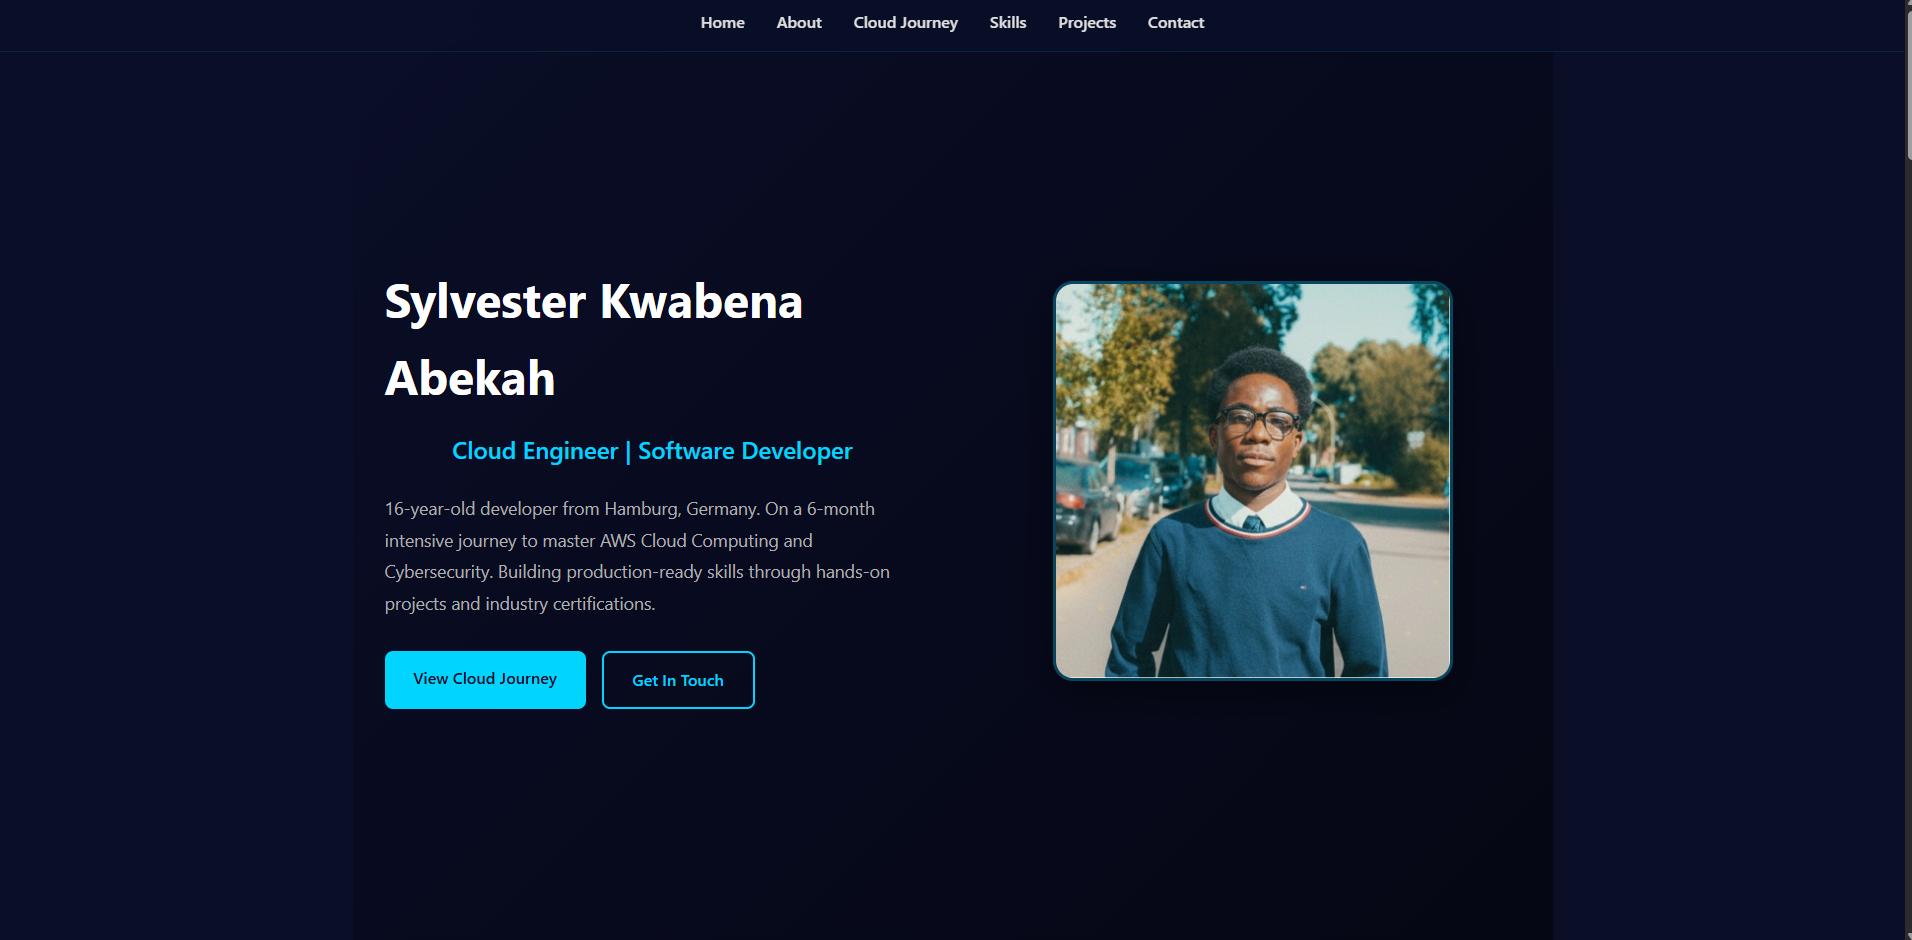 Home About Cloud Journey Skills Projects Contact
Sylvester Kwabena
Abekah
Cloud Engineer | Software Developer
16-year-old developer from Hamburg, Germany. On a 6-month
intensive journey to master AWS Cloud Computing and
Cybersecurity. Building production-ready skills through hands-on
projects and industry certifications.
View Cloud Journey Get In Touch